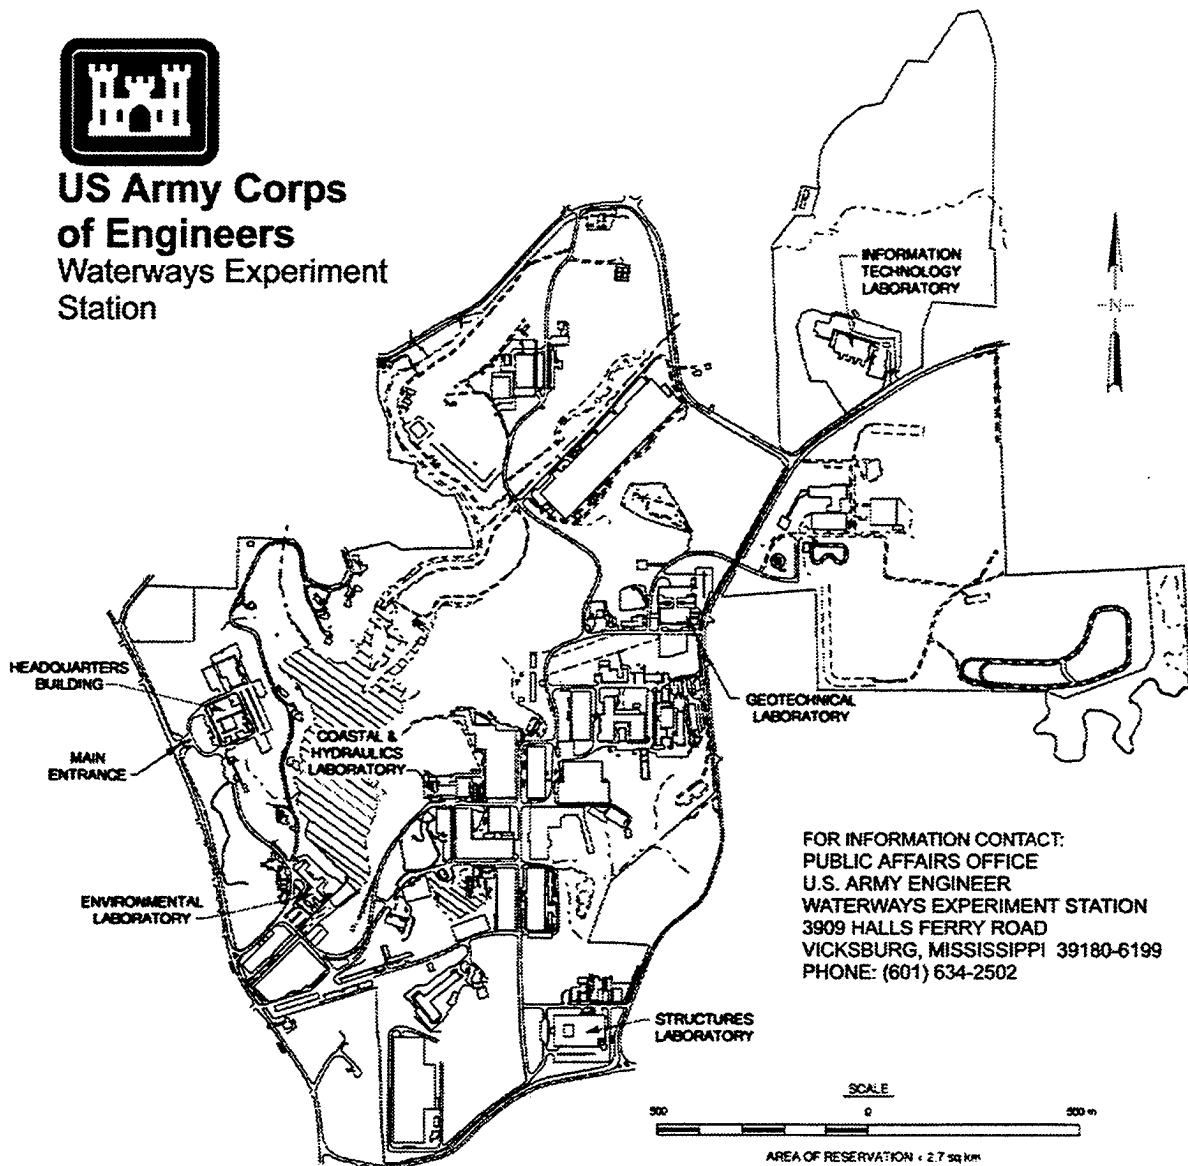 US Army Corps
of Engineers
Waterways Experiment
Station
INFORMATION
TECHNOLOGY
LABORATORY
N
HEADQUARTERS
BUILDING
MAIN
ENTRANCE
COASTAL &
HYDRAULICS
LABORATORY
GEOTECHNICAL
LABORATORY
ENVIRONMENTAL
LABORATORY
STRUCTURES
LABORATORY
FOR INFORMATION CONTACT:
PUBLIC AFFAIRS OFFICE
U.S. ARMY ENGINEER
WATERWAYS EXPERIMENT STATION
3909 HALLS FERRY ROAD
VICKSBURG, MISSISSIPPI 39180-6199
PHONE: (601) 634-2502
SCALE
500 0 500 m
AREA OF RESERVATION : 2.7 sq km